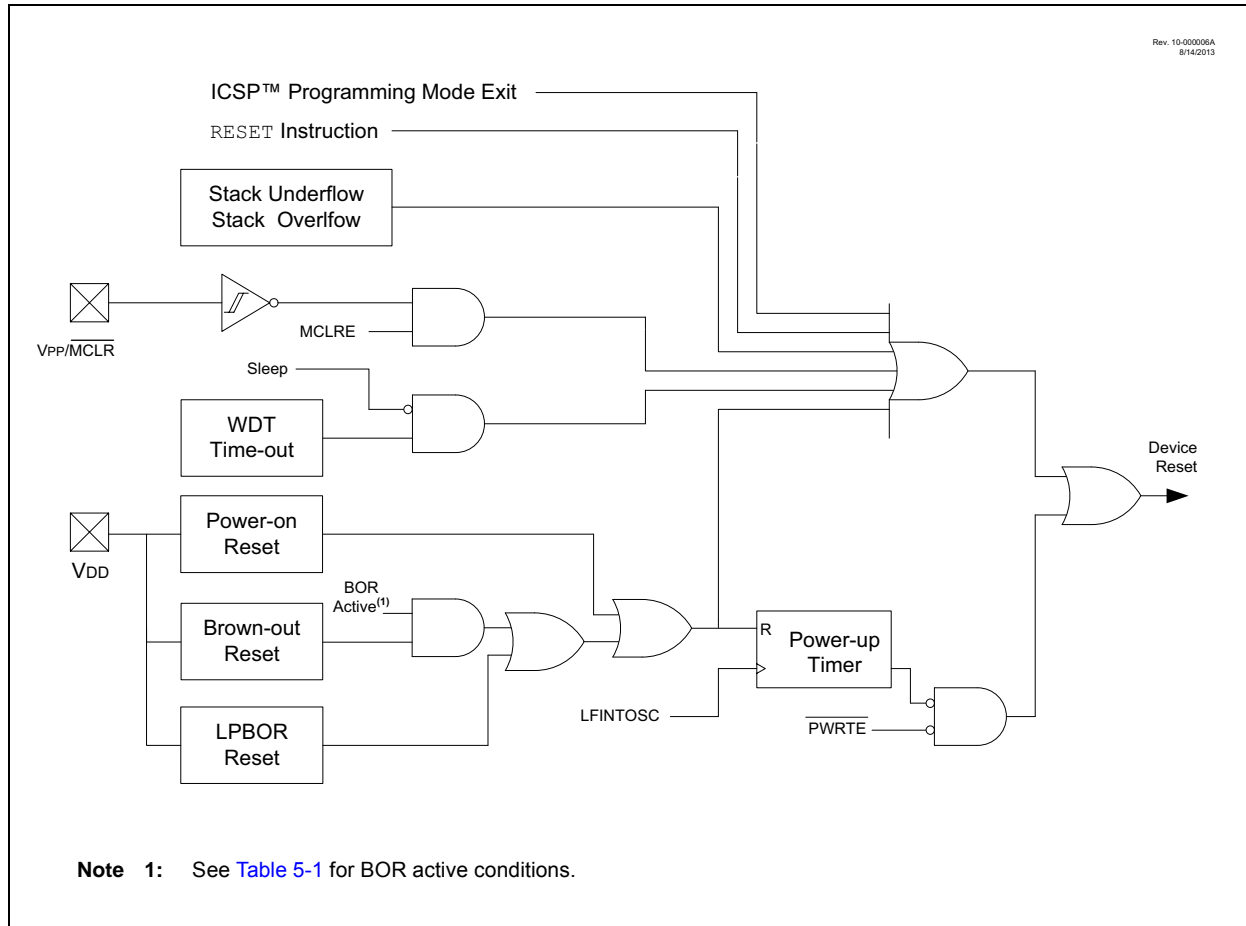 Rev. 10-000006A
8/14/2013
ICSP™ Programming Mode Exit
RESET Instruction
Stack Underflow
Stack Overlfow
VPP/MCLR
MCLRE
Sleep
WDT
Time-out
Device
Reset
VDD
Power-on
Reset
BOR
Active(1)
Brown-out
Reset
R
Power-up
Timer
LFINTOSC
PWRTE
LPBOR
Reset
Note 1: See Table 5-1 for BOR active conditions.